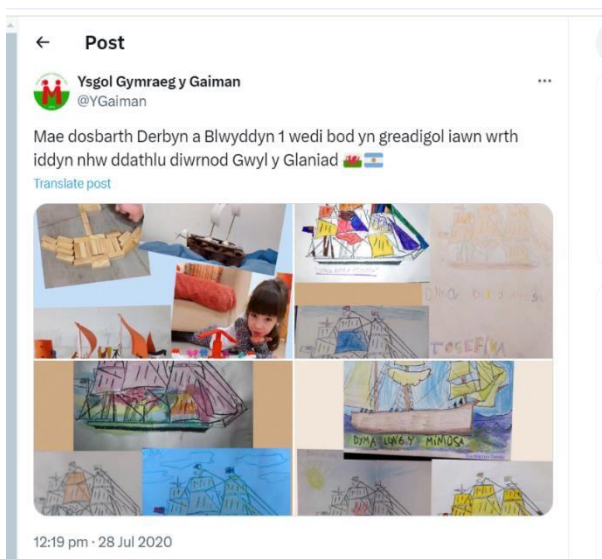 ← Post
Ysgol Gymraeg y Gaiman
@YGaiman
Mae dosbarth Derbyn a Blwyddyn 1 wedi bod yn greadigol iawn wrth
iddyn nhw ddathlu diwrnod Gwyl y Glaniad 🏴󠁧󠁢󠁷󠁬󠁳󠁿🇦🇷
Translate post
JOSEFINA
DYMA LONG Y MIMOSA
12:19 pm · 28 Jul 2020